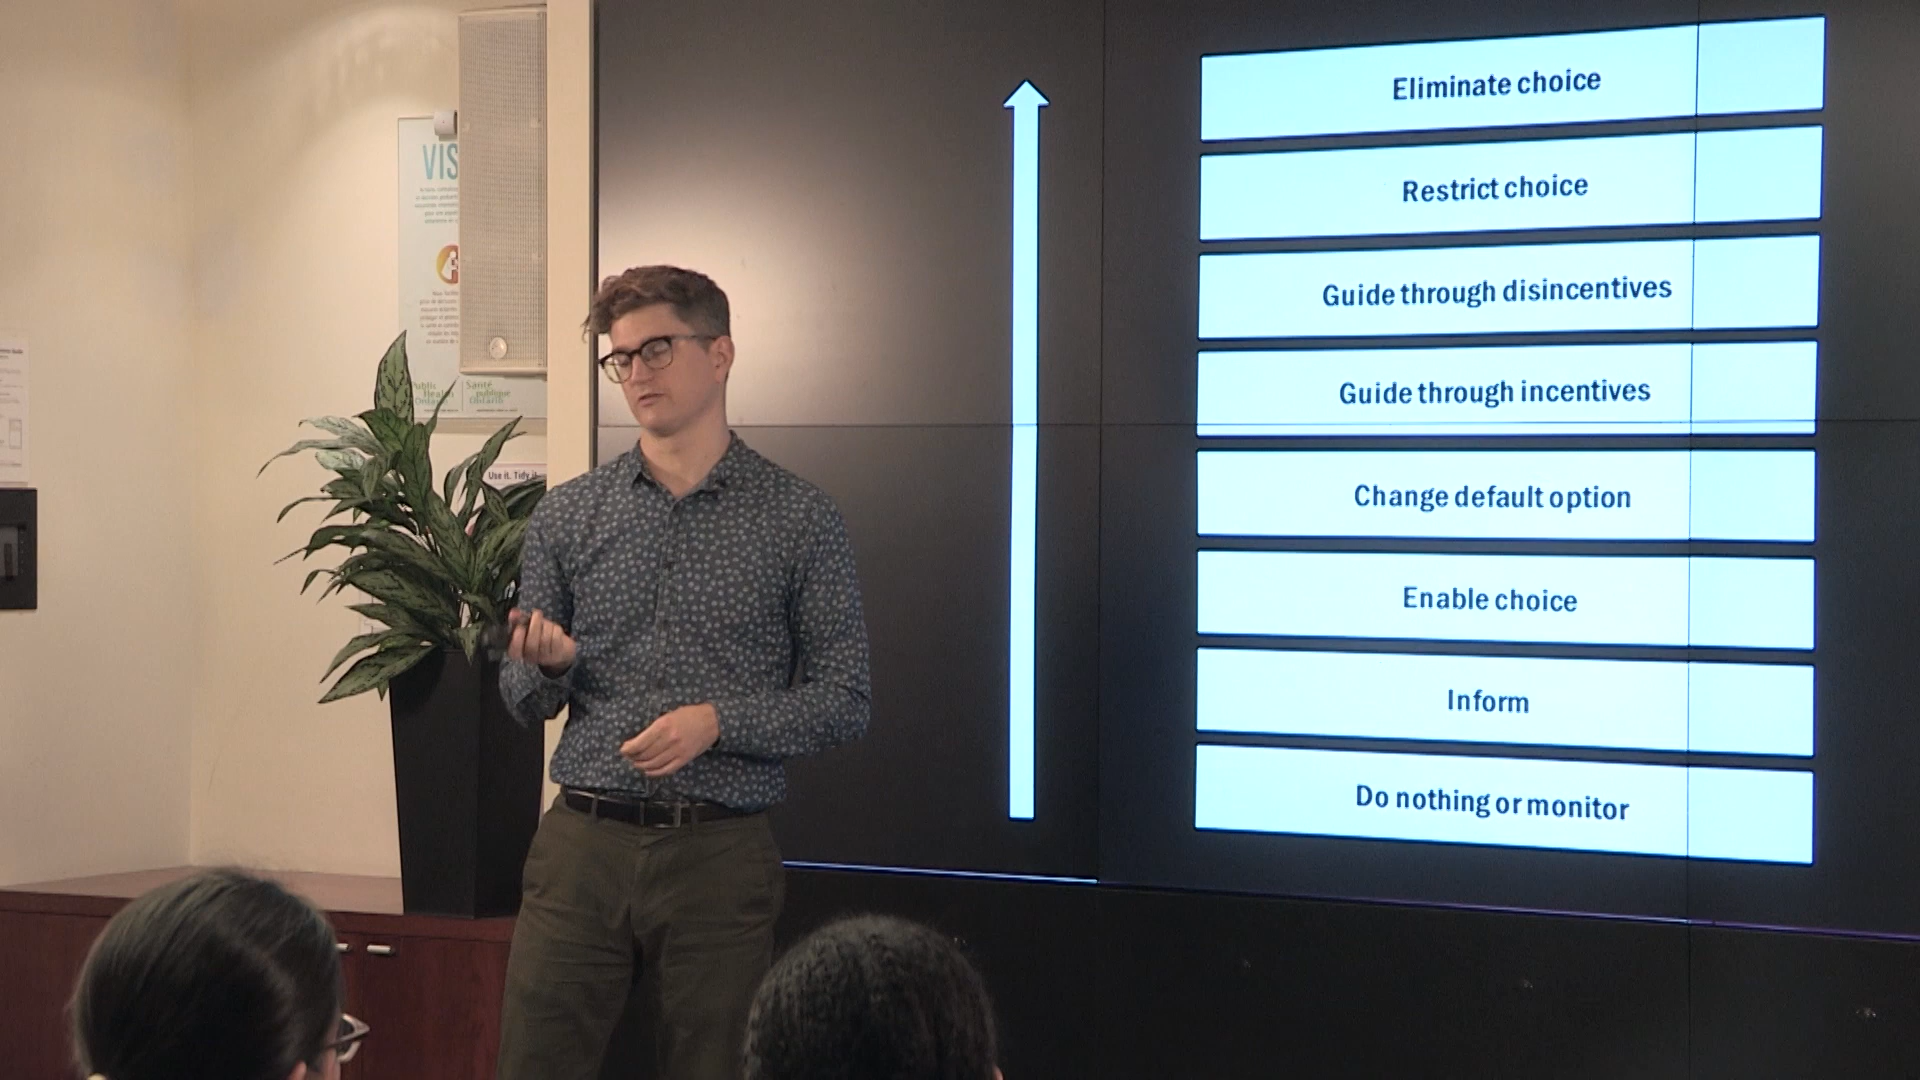 VIS
Public
Health
Ontario
Santé
publique
Ontario
Use it. Tidy it.
Eliminate choice
Restrict choice
Guide through disincentives
Guide through incentives
Change default option
Enable choice
Inform
Do nothing or monitor